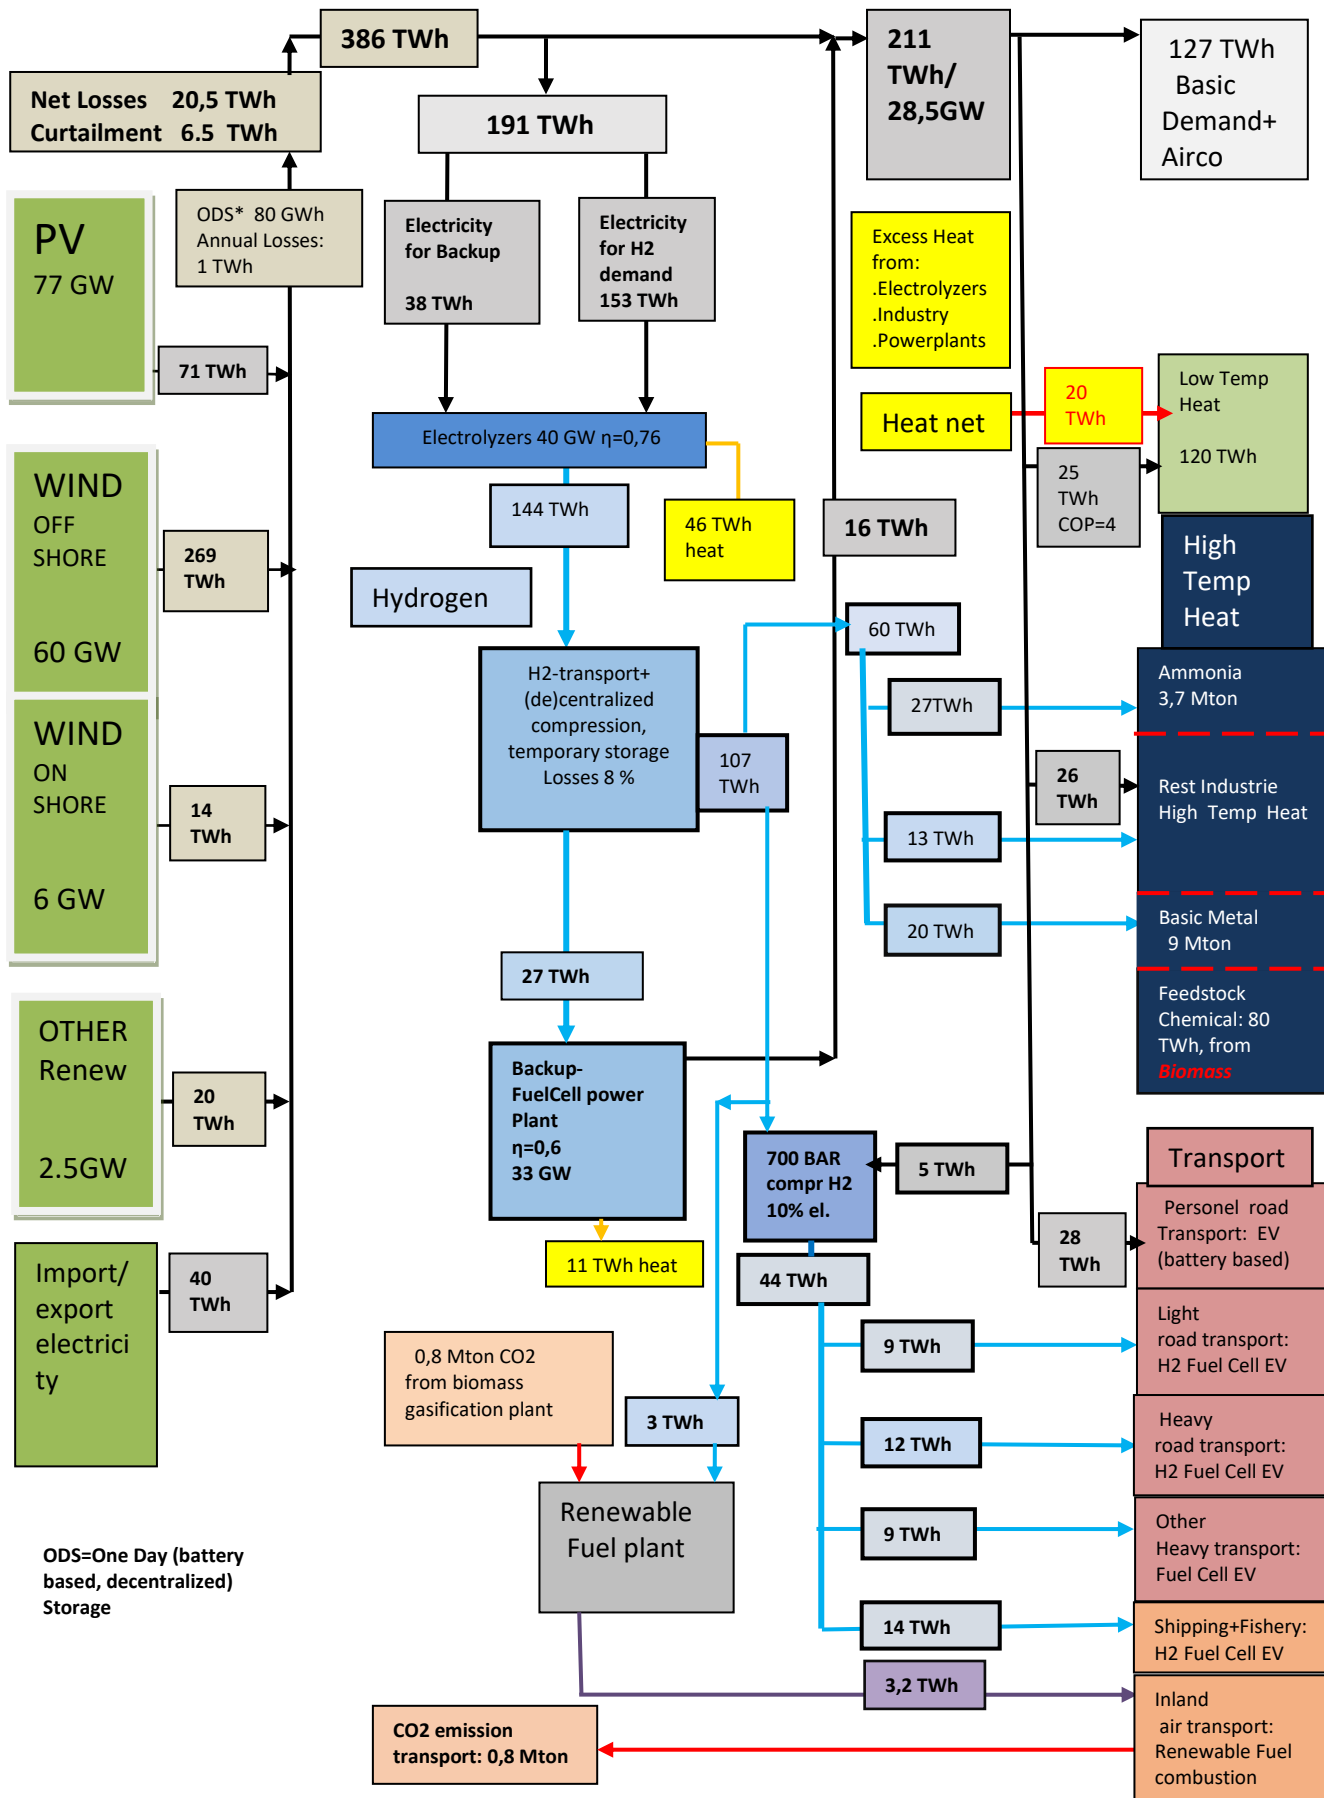 386 TWh
211
TWh/
28,5GW
127 TWh
Basic
Demand+
Airco
Net Losses 20,5 TWh
Curtailment 6.5 TWh
191 TWh
PV
77 GW
ODS* 80 GWh
Annual Losses:
1 TWh
Electricity
for Backup
38 TWh
Electricity
for H2
demand
153 TWh
Excess Heat
from:
.Electrolyzers
.Industry
.Powerplants
71 TWh
Low Temp
Heat
120 TWh
20
TWh
Heat net
Electrolyzers 40 GW η=0,76
25
TWh
COP=4
WIND
OFF
SHORE
60 GW
269
TWh
144 TWh
46 TWh
heat
16 TWh
High
Temp
Heat
Hydrogen
60 TWh
H2-transport+
(de)centralized
compression,
temporary storage
Losses 8 %
107
TWh
27TWh
Ammonia
3,7 Mton
WIND
ON
SHORE
6 GW
14
TWh
26
TWh
Rest Industrie
High Temp Heat
13 TWh
20 TWh
Basic Metal
9 Mton
27 TWh
Feedstock
Chemical: 80
TWh, from
Biomass
OTHER
Renew
2.5GW
20
TWh
Backup-
FuelCell power
Plant
η=0,6
33 GW
700 BAR
compr H2
10% el.
5 TWh
Transport
28
TWh
Personel road
Transport: EV
(battery based)
Import/
export
electrici
ty
40
TWh
11 TWh heat
44 TWh
Light
road transport:
H2 Fuel Cell EV
9 TWh
0,8 Mton CO2
from biomass
gasification plant
3 TWh
12 TWh
Heavy
road transport:
H2 Fuel Cell EV
Renewable
Fuel plant
9 TWh
Other
Heavy transport:
Fuel Cell EV
ODS=One Day (battery
based, decentralized)
Storage
14 TWh
Shipping+Fishery:
H2 Fuel Cell EV
3,2 TWh
Inland
air transport:
Renewable Fuel
combustion
CO2 emission
transport: 0,8 Mton